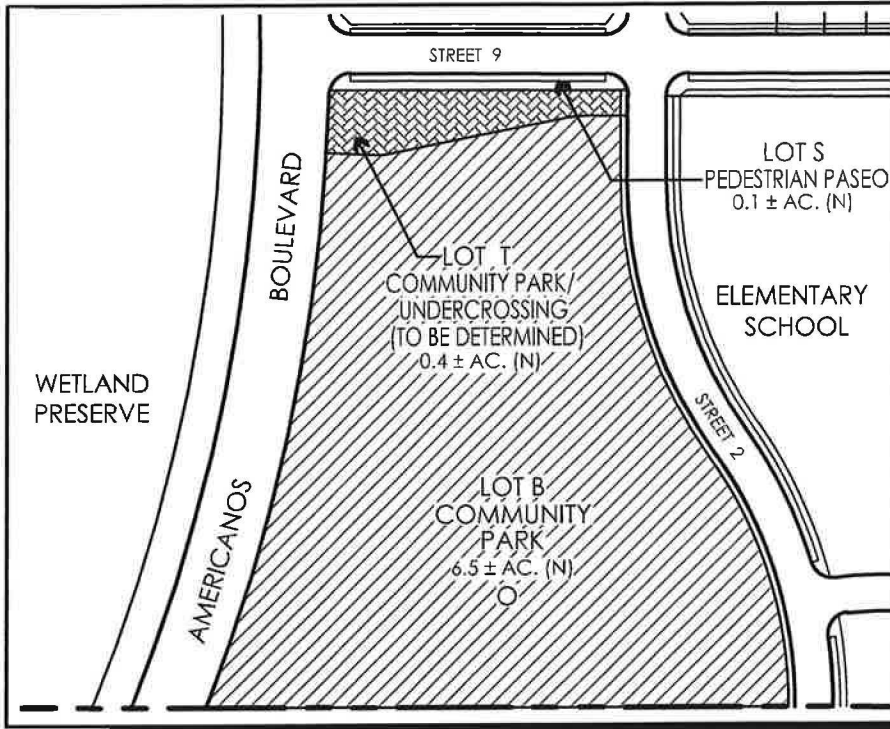 STREET 9
LOT S
PEDESTRIAN PASEO
0.1 ± AC. (N)
BOULEVARD
LOT T
COMMUNITY PARK/
UNDERCROSSING
(TO BE DETERMINED)
0.4 ± AC. (N)
ELEMENTARY
SCHOOL
WETLAND
PRESERVE
STREET 2
LOT B
COMMUNITY
PARK
6.5 ± AC. (N)
AMERICANOS